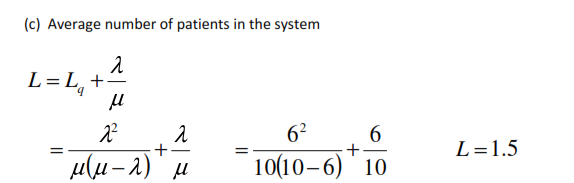 (c) Average number of patients in the system
L = L_q + λ/μ
= λ²/(μ(μ − λ)) + λ/μ = 6²/(10(10 − 6)) + 6/10 L = 1.5